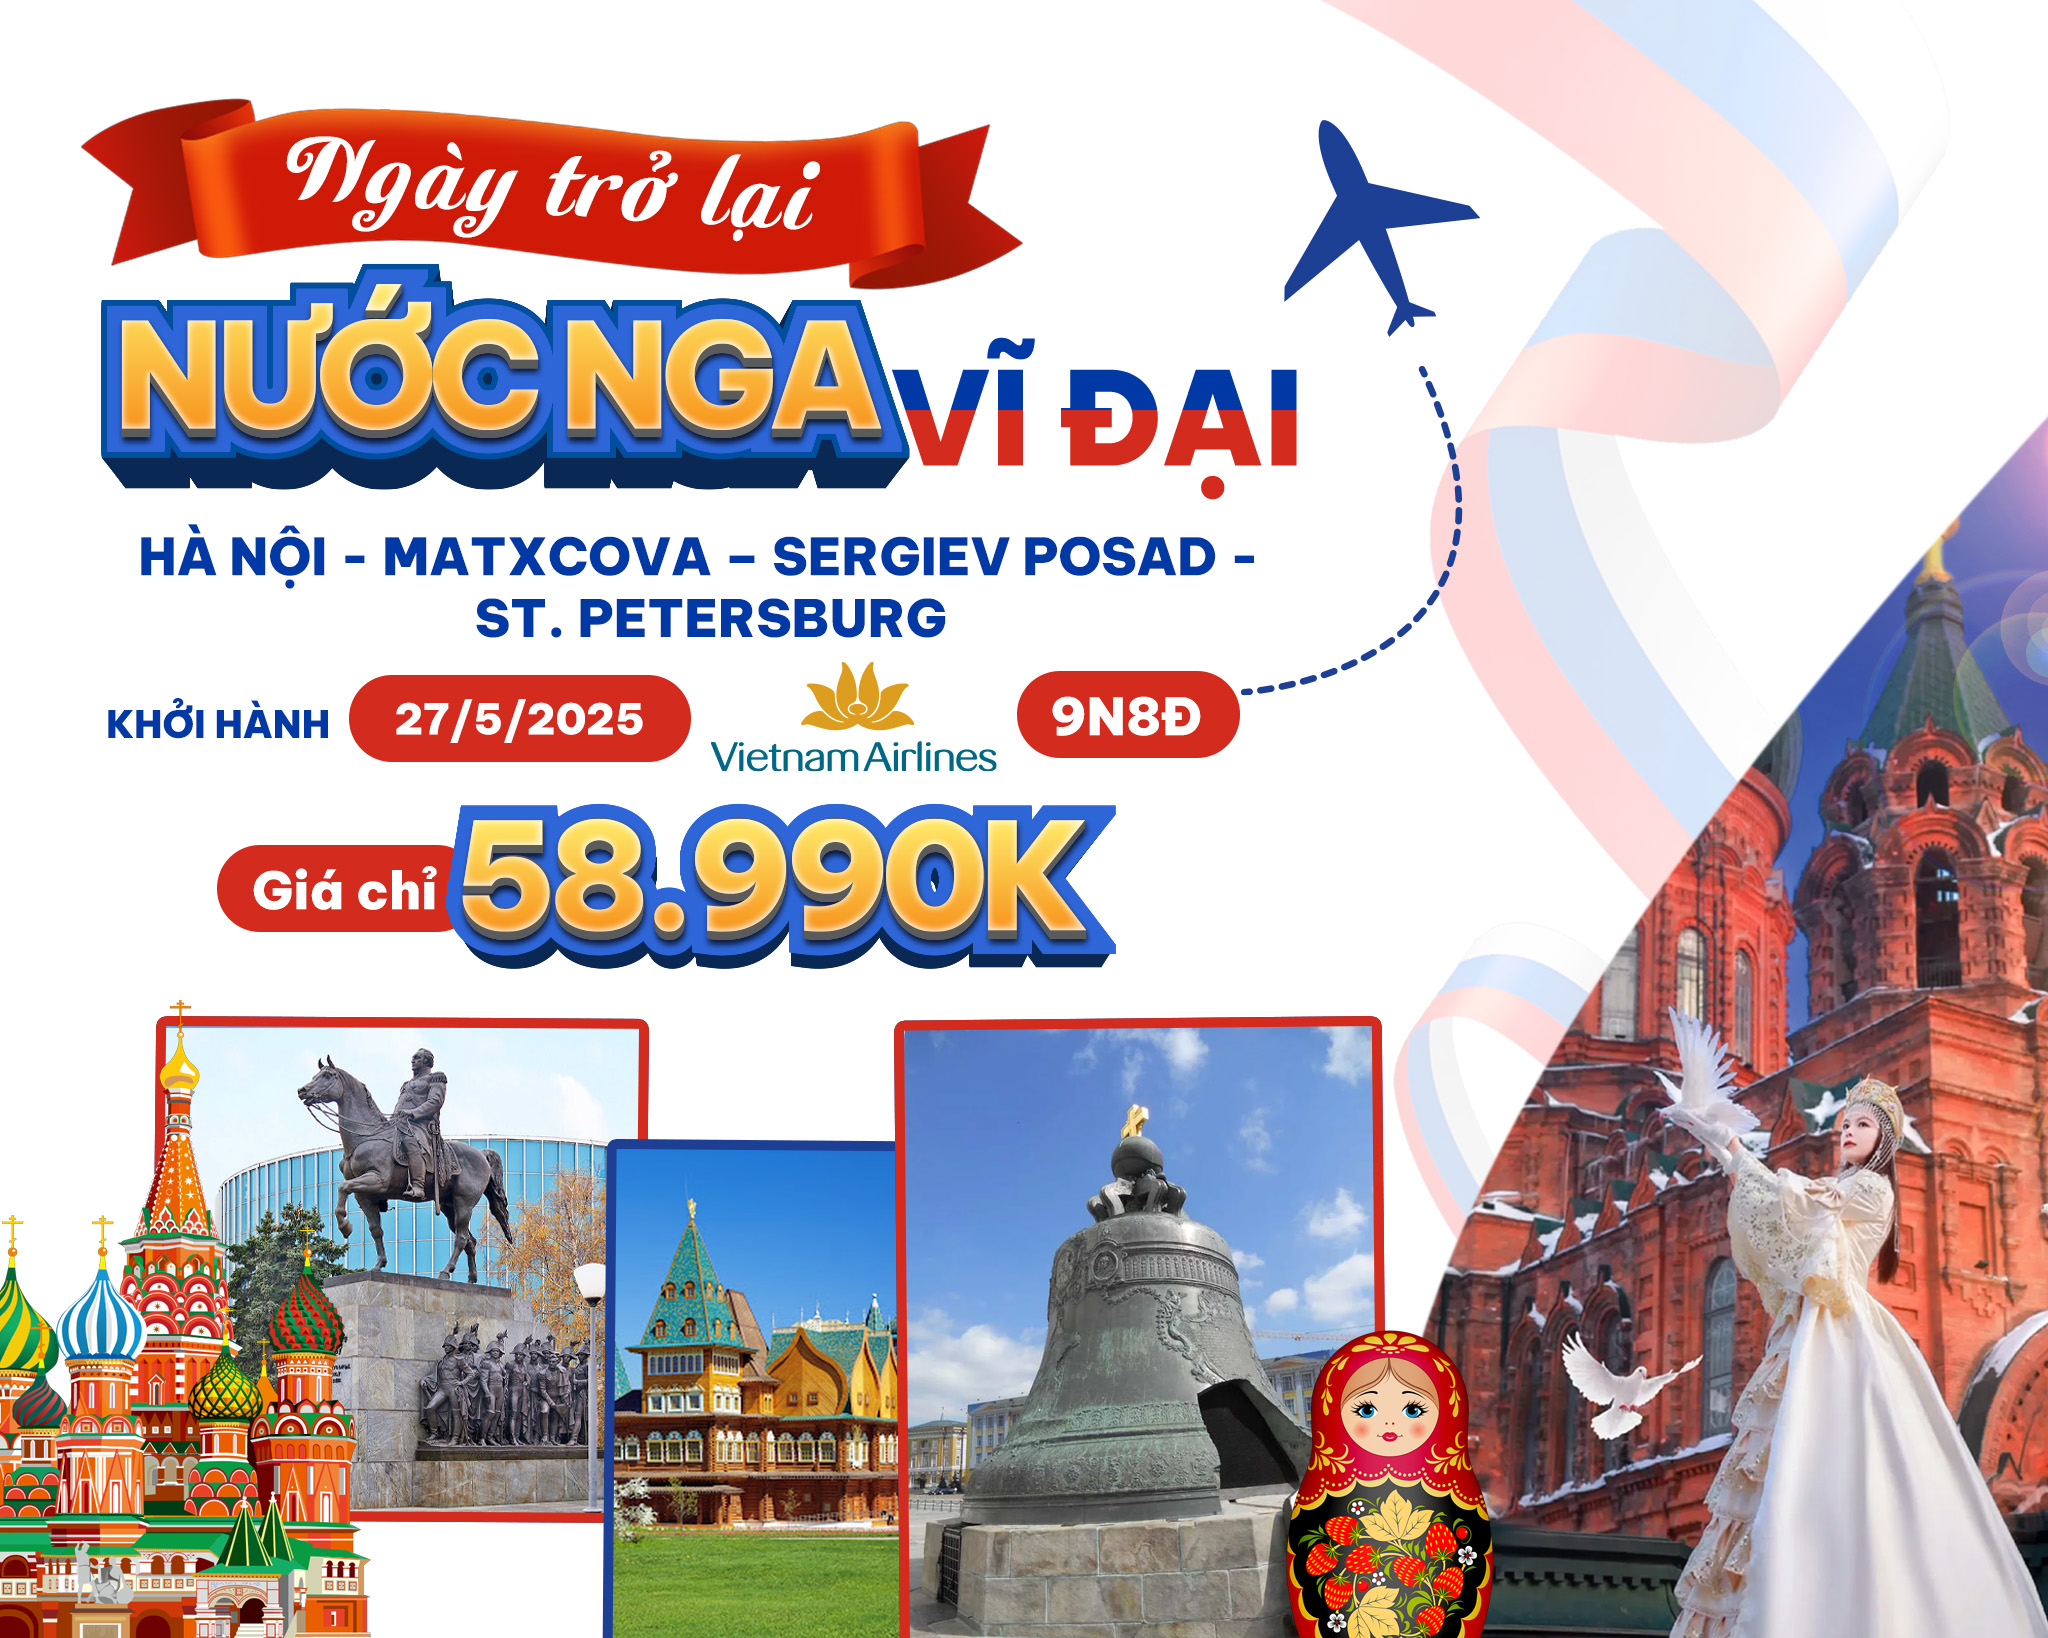 Ngày trở lại
NƯỚC NGA VĨ ĐẠI
HÀ NỘI - MATXCOVA – SERGIEV POSAD -
ST. PETERSBURG
KHỞI HÀNH 27/5/2025 Vietnam Airlines 9N8Đ
Giá chỉ 58.990K